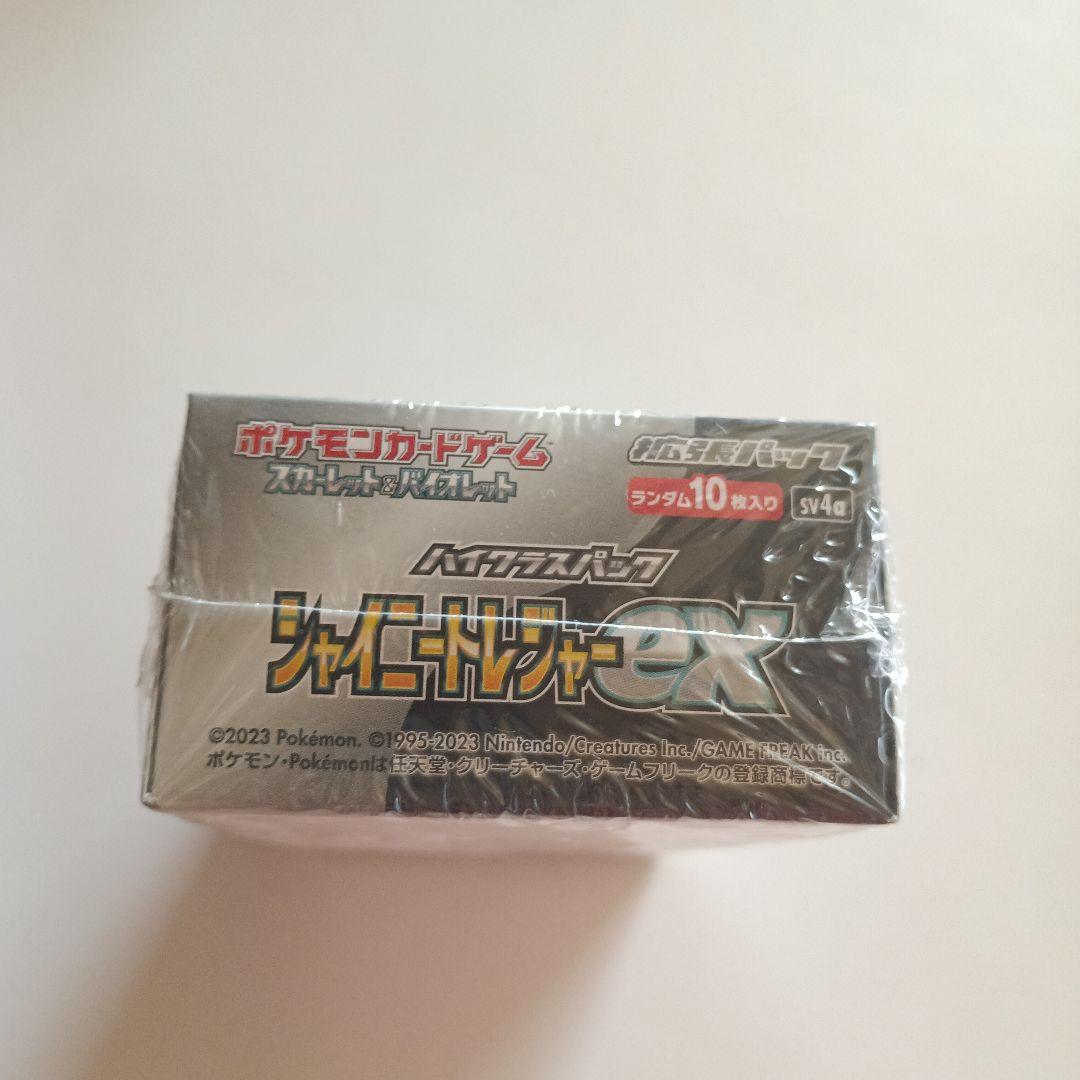 ポケモンカードゲーム
スカーレット&バイオレット
拡張パック
ランダム10枚入り
sv4a
ハイクラスパック
シャイニートレジャーex
©2023 Pokémon. ©1995-2023 Nintendo/Creatures Inc./GAME FREAK inc.
ポケモン・Pokémonは任天堂・クリーチャーズ・ゲームフリークの登録商標です。